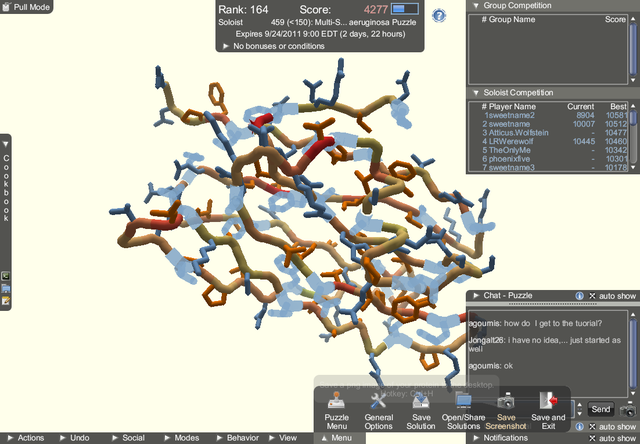 Pull Mode
Rank: 164 Score: 4277
Soloist 459 (<150): Multi-S... aeruginosa Puzzle
Expires 9/24/2011 9:00 EDT (2 days, 22 hours)
No bonuses or conditions
?
Group Competition
# Group Name Score
Soloist Competition
# Player Name Current Best
1 sweetname2 8904 10581
2 sweetname 10007 10512
3 Atticus.Wolfstein - 10477
4 LRWerewolf 10445 10460
5 TheOnlyMe - 10342
6 phoenixfive - 10301
7 sweetname3 - 10178
Cookbook
Chat - Puzzle i X auto show
agoumis: how do I get to the tuorial?
Jongalt26: i have no idea,... just started as
well
agoumis: ok
Send
Hotkey: Ctrl+H
Puzzle Menu
General Options
Save Solution
Open/Share Solutions
Save Screenshot
Save and Exit
Actions Undo Social Modes Behavior View Menu
Notifications i X auto show